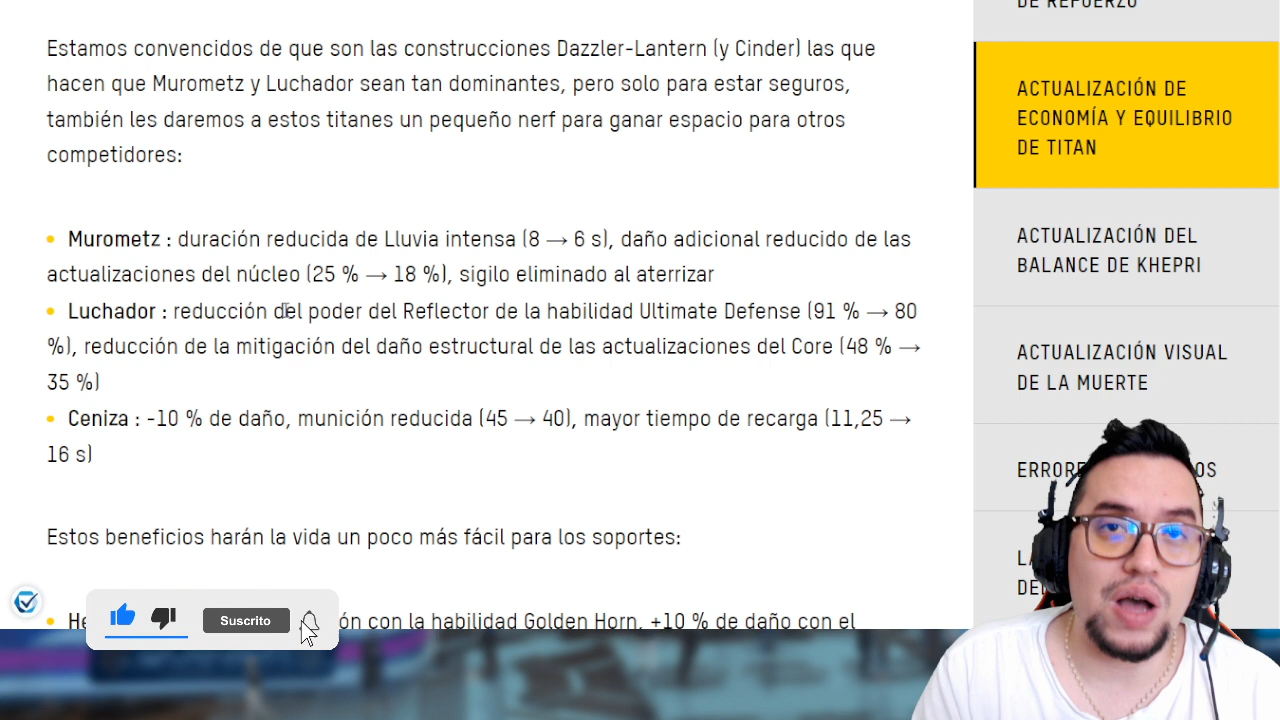 Estamos convencidos de que son las construcciones Dazzler-Lantern (y Cinder) las que
hacen que Murometz y Luchador sean tan dominantes, pero solo para estar seguros,
también les daremos a estos titanes un pequeño nerf para ganar espacio para otros
competidores:
Murometz : duración reducida de Lluvia intensa (8 → 6 s), daño adicional reducido de las
actualizaciones del núcleo (25 % → 18 %), sigilo eliminado al aterrizar
Luchador : reducción del poder del Reflector de la habilidad Ultimate Defense (91 % → 80
%), reducción de la mitigación del daño estructural de las actualizaciones del Core (48 % →
35 %)
Ceniza : -10 % de daño, munición reducida (45 → 40), mayor tiempo de recarga (11,25 →
16 s)
Estos beneficios harán la vida un poco más fácil para los soportes:
con la habilidad Golden Horn, +10 % de daño con el
Suscrito
DE REFUERZO
ACTUALIZACIÓN DE
ECONOMÍA Y EQUILIBRIO
DE TITAN
ACTUALIZACIÓN DEL
BALANCE DE KHEPRI
ACTUALIZACIÓN VISUAL
DE LA MUERTE